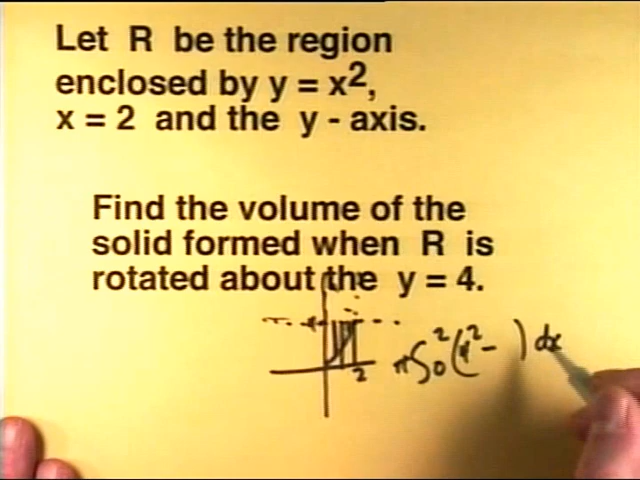 Let R be the region
enclosed by y = x²,
x = 2 and the y - axis.
Find the volume of the
solid formed when R is
rotated about the y = 4.
2
π∫₀² (4² - ) dx